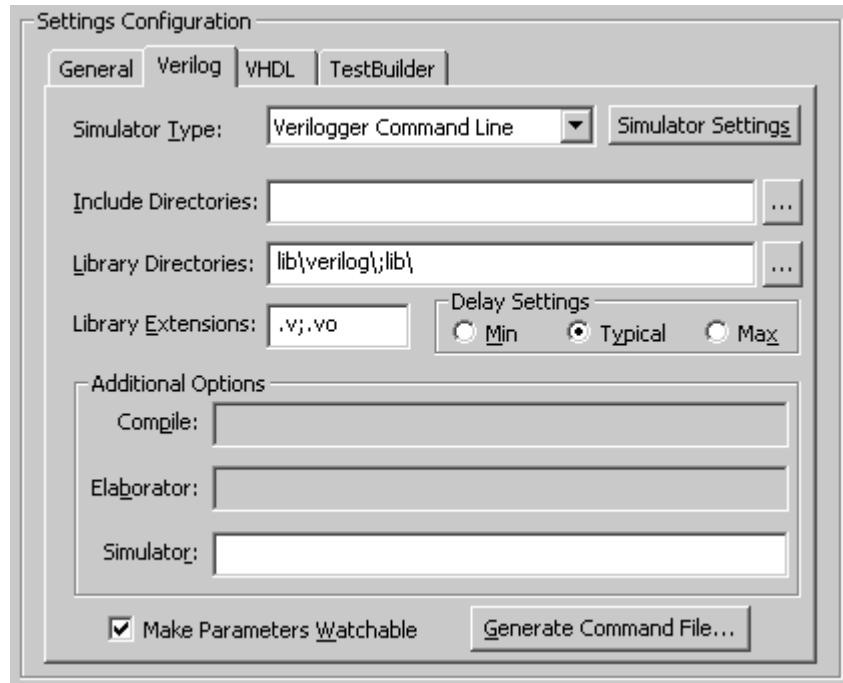 Settings Configuration
General Verilog VHDL TestBuilder
Simulator Type: Verilogger Command Line Simulator Settings
Include Directories: ...
Library Directories: lib\verilog\;lib\ ...
Library Extensions: .v;.vo
Delay Settings
Min Typical Max
Additional Options
Compile:
Elaborator:
Simulator:
Make Parameters Watchable Generate Command File...